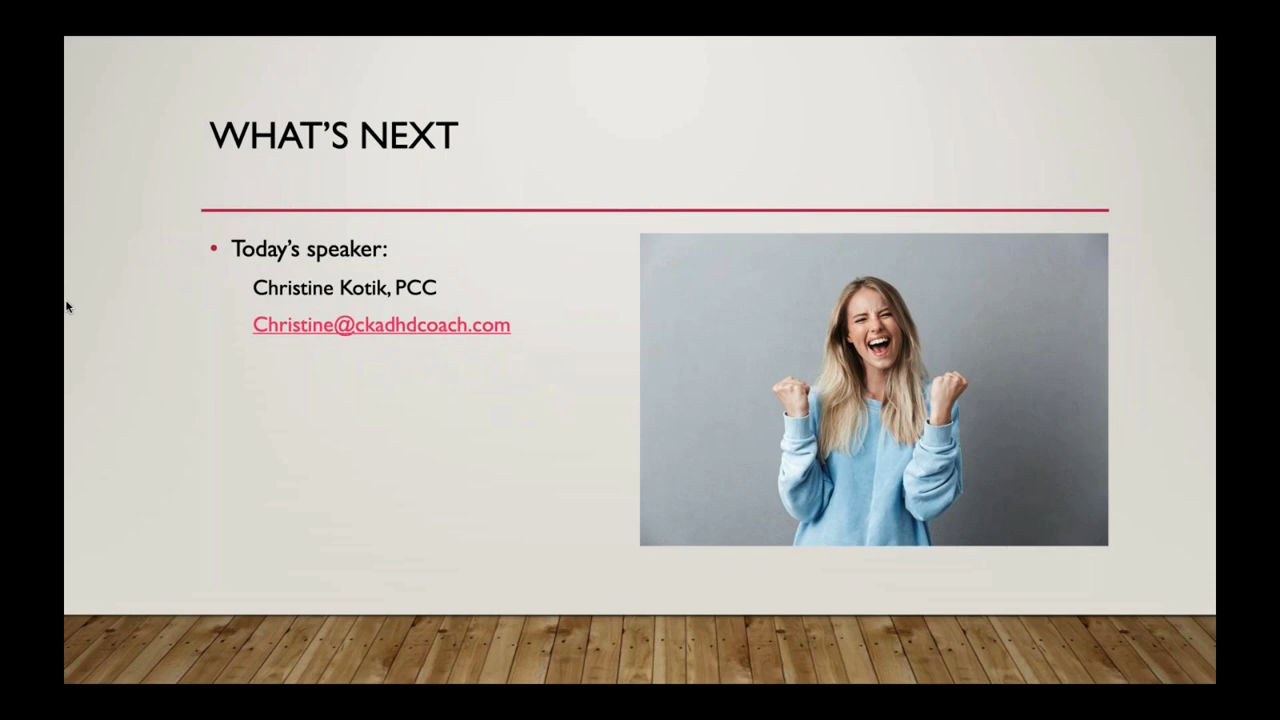 WHAT'S NEXT
• Today's speaker:
Christine Kotik, PCC
Christine@ckadhdcoach.com